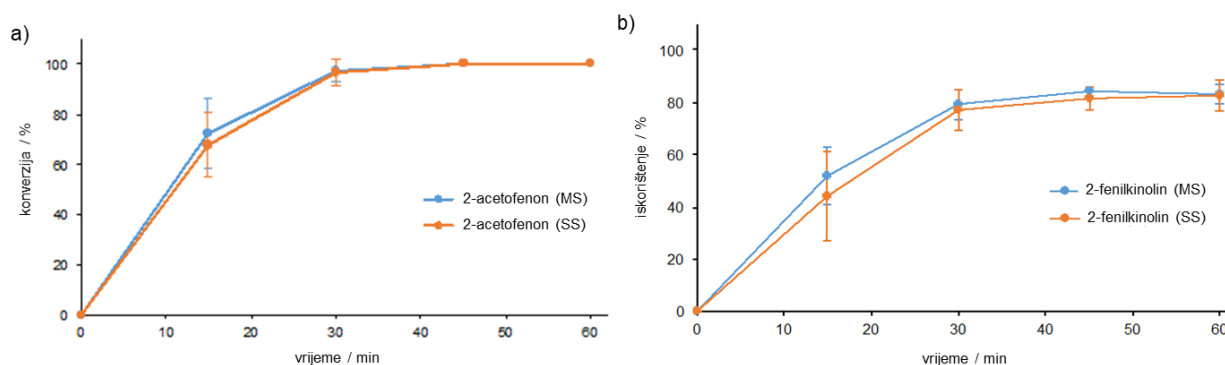 a)
konverzija / %
100
80
60
40
20
0
2-acetofenon (MS)
2-acetofenon (SS)
0 10 20 30 40 50 60
vrijeme / min
b)
iskorištenje / %
100
80
60
40
20
0
2-fenilkinolin (MS)
2-fenilkinolin (SS)
0 10 20 30 40 50 60
vrijeme / min